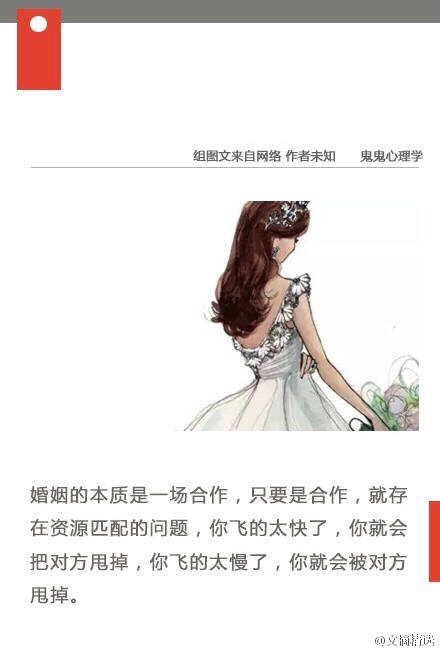 组图文来自网络 作者未知 鬼鬼心理学
婚姻的本质是一场合作，只要是合作，就存
在资源匹配的问题，你飞的太快了，你就会
把对方甩掉，你飞的太慢了，你就会被对方
甩掉。
@文摘精选